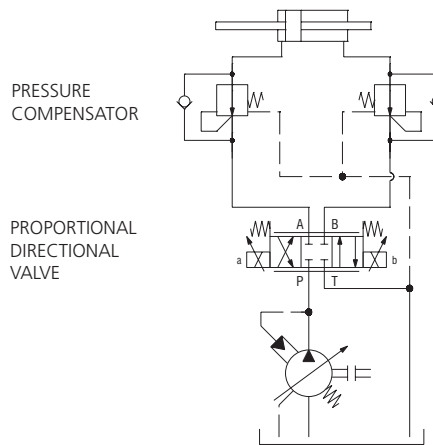 PRESSURE
COMPENSATOR
PROPORTIONAL
DIRECTIONAL
VALVE
A B
a b
P T